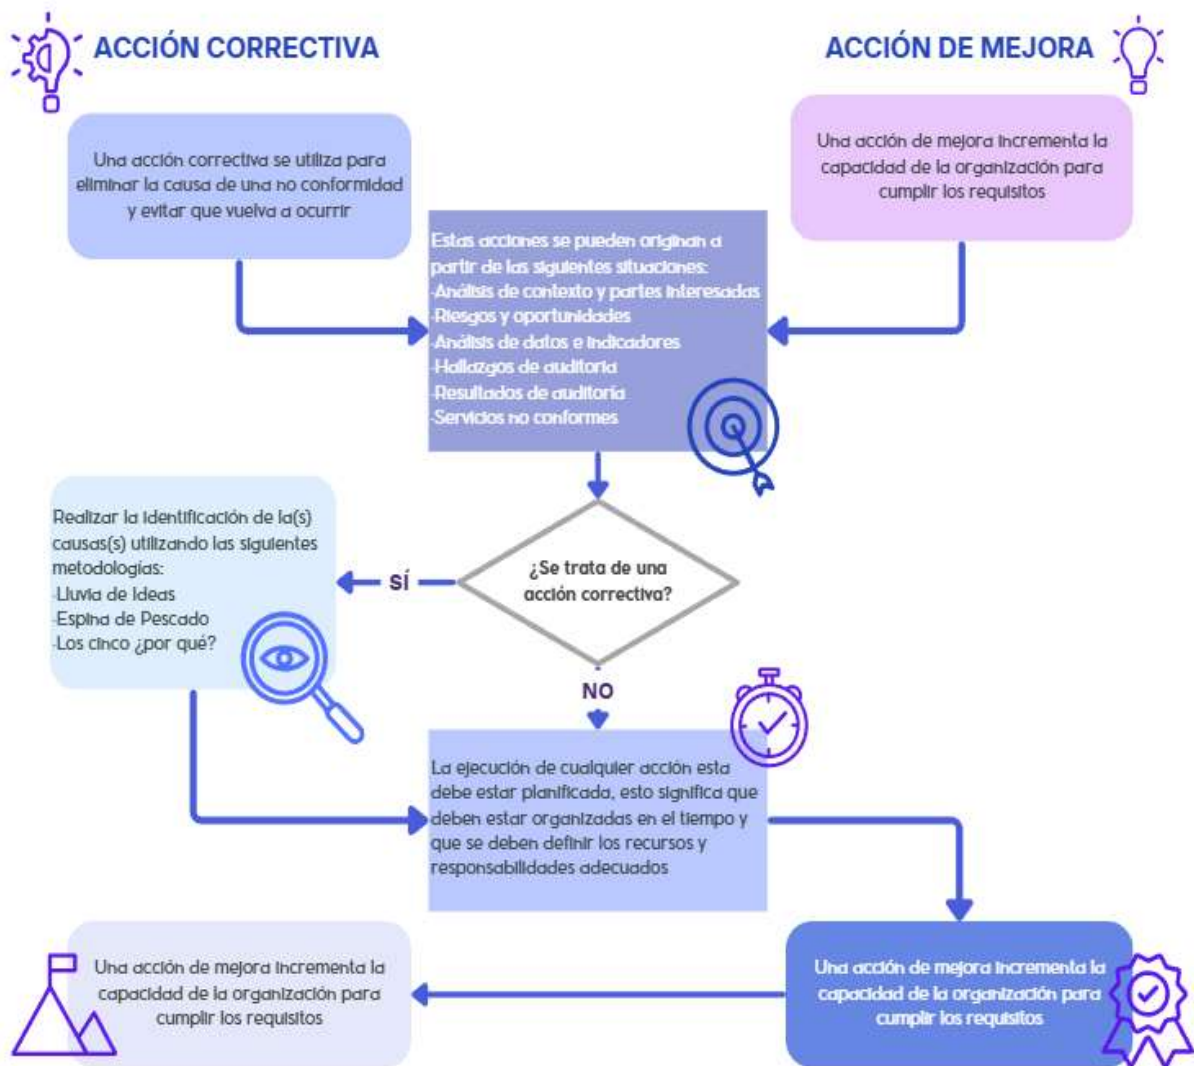 ACCIÓN CORRECTIVA
ACCIÓN DE MEJORA
Una acción correctiva se utiliza para
eliminar la causa de una no conformidad
y evitar que vuelva a ocurrir
Una acción de mejora incrementa la
capacidad de la organización para
cumplir los requisitos
Estas acciones se pueden originan a
partir de las siguientes situaciones:
-Análisis de contexto y partes interesadas
-Riesgos y oportunidades
-Análisis de datos e indicadores
-Hallazgos de auditoría
-Resultados de auditoría
-Servicios no conformes
¿Se trata de una
acción correctiva?
SÍ
Realizar la identificación de la(s)
causas(s) utilizando las siguientes
metodologías:
-Lluvia de Ideas
-Espina de Pescado
-Los cinco ¿por qué?
NO
La ejecución de cualquier acción esta
debe estar planificada, esto significa que
deben estar organizadas en el tiempo y
que se deben definir los recursos y
responsabilidades adecuados
Una acción de mejora incrementa la
capacidad de la organización para
cumplir los requisitos
Una acción de mejora incrementa la
capacidad de la organización para
cumplir los requisitos